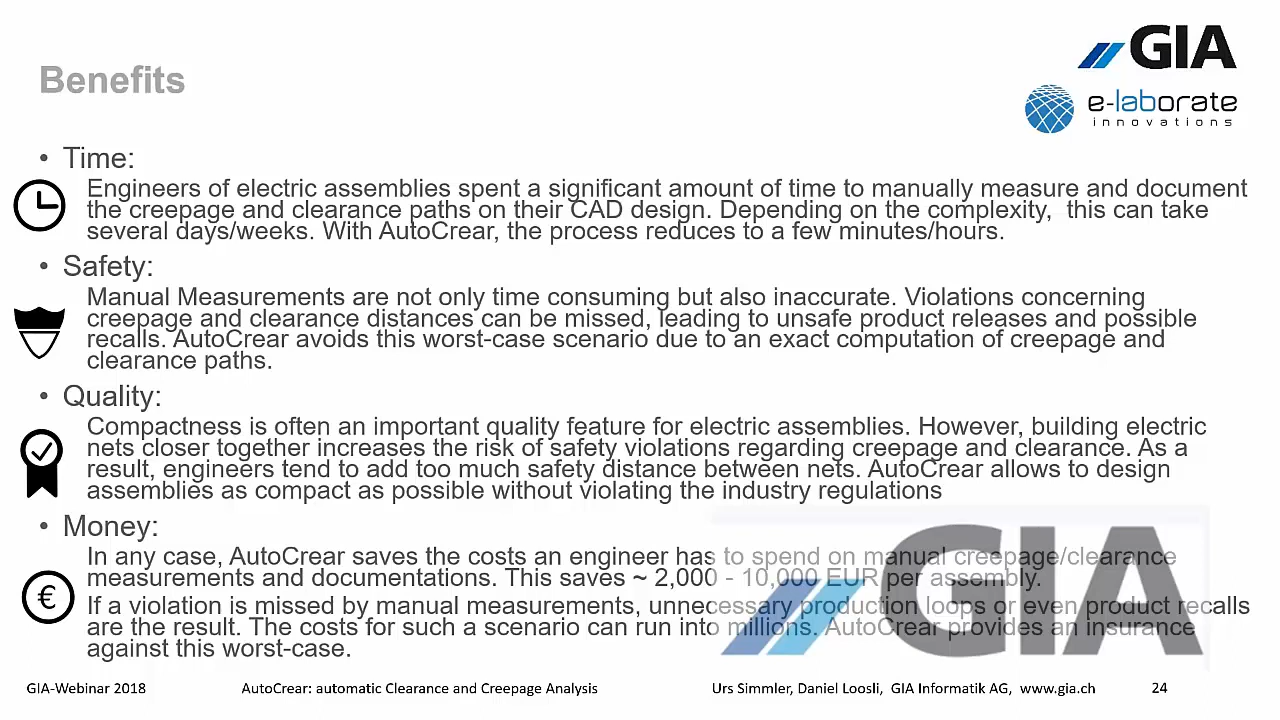 GIA
Benefits
e-laborate
innovations
• Time:
Engineers of electric assemblies spent a significant amount of time to manually measure and document
the creepage and clearance paths on their CAD design. Depending on the complexity,  this can take
several days/weeks. With AutoCrear, the process reduces to a few minutes/hours.
• Safety:
Manual Measurements are not only time consuming but also inaccurate. Violations concerning
creepage and clearance distances can be missed, leading to unsafe product releases and possible
recalls. AutoCrear avoids this worst-case scenario due to an exact computation of creepage and
clearance paths.
• Quality:
Compactness is often an important quality feature for electric assemblies. However, building electric
nets closer together increases the risk of safety violations regarding creepage and clearance. As a
result, engineers tend to add too much safety distance between nets. AutoCrear allows to design
assemblies as compact as possible without violating the industry regulations
• Money:
In any case, AutoCrear saves the costs an engineer has to spend on manual creepage/clearance
measurements and documentations. This saves ~ 2,000 - 10,000 EUR per assembly.
€
If a violation is missed by manual measurements, unnecessary production loops or even product recalls
are the result. The costs for such a scenario can run into millions. AutoCrear provides an insurance
against this worst-case.
GIA
GIA-Webinar 2018
AutoCrear: automatic Clearance and Creepage Analysis
Urs Simmler, Daniel Loosli,  GIA Informatik AG,  www.gia.ch
24